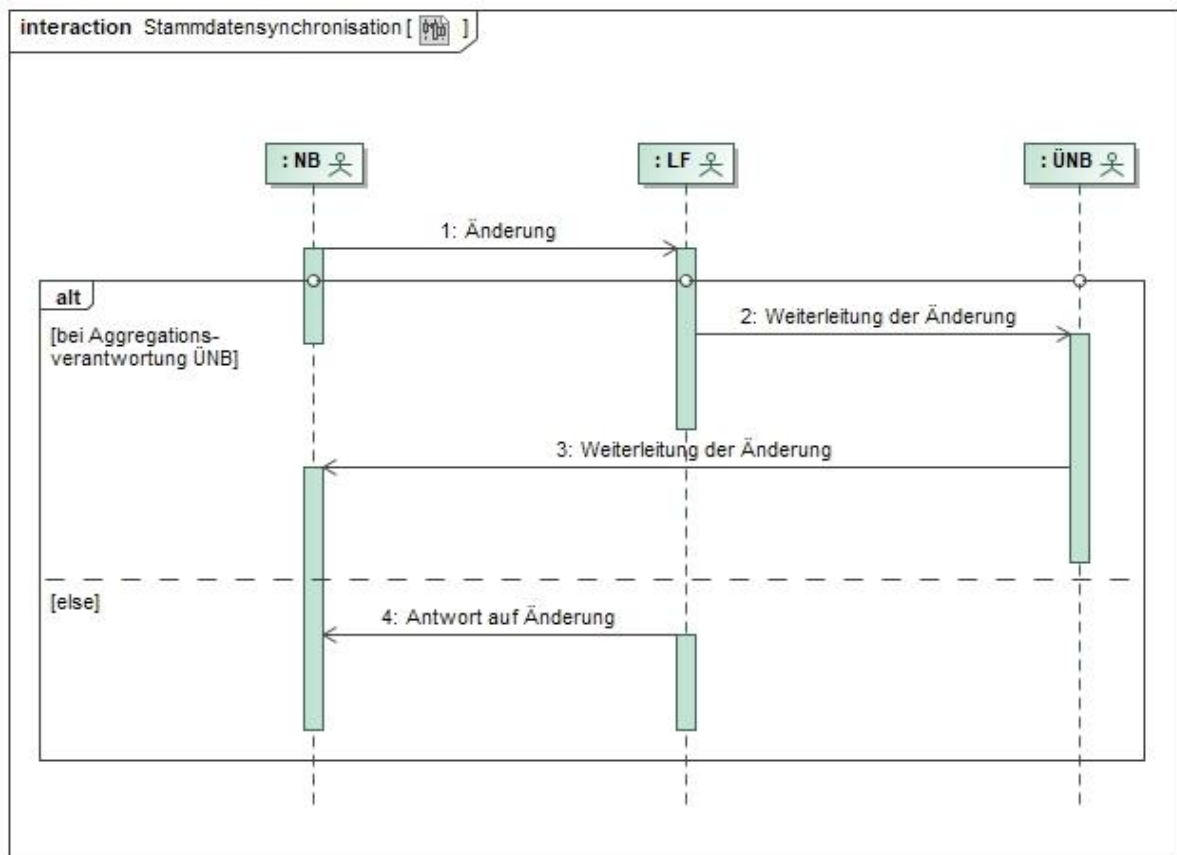 interaction Stammdatensynchronisation [ ]
: NB
: LF
: ÜNB
1: Änderung
alt
[bei Aggregations-
verantwortung ÜNB]
2: Weiterleitung der Änderung
3: Weiterleitung der Änderung
[else]
4: Antwort auf Änderung